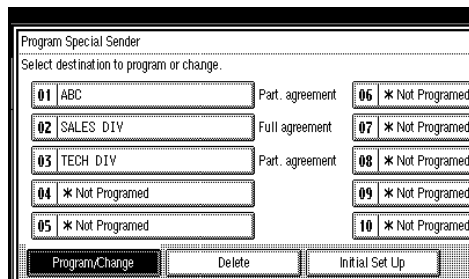 Program Special Sender
Select destination to program or change.
01 ABC Part. agreement 06 * Not Programed
02 SALES DIV Full agreement 07 * Not Programed
03 TECH DIV Part. agreement 08 * Not Programed
04 * Not Programed 09 * Not Programed
05 * Not Programed 10 * Not Programed
Program/Change Delete Initial Set Up